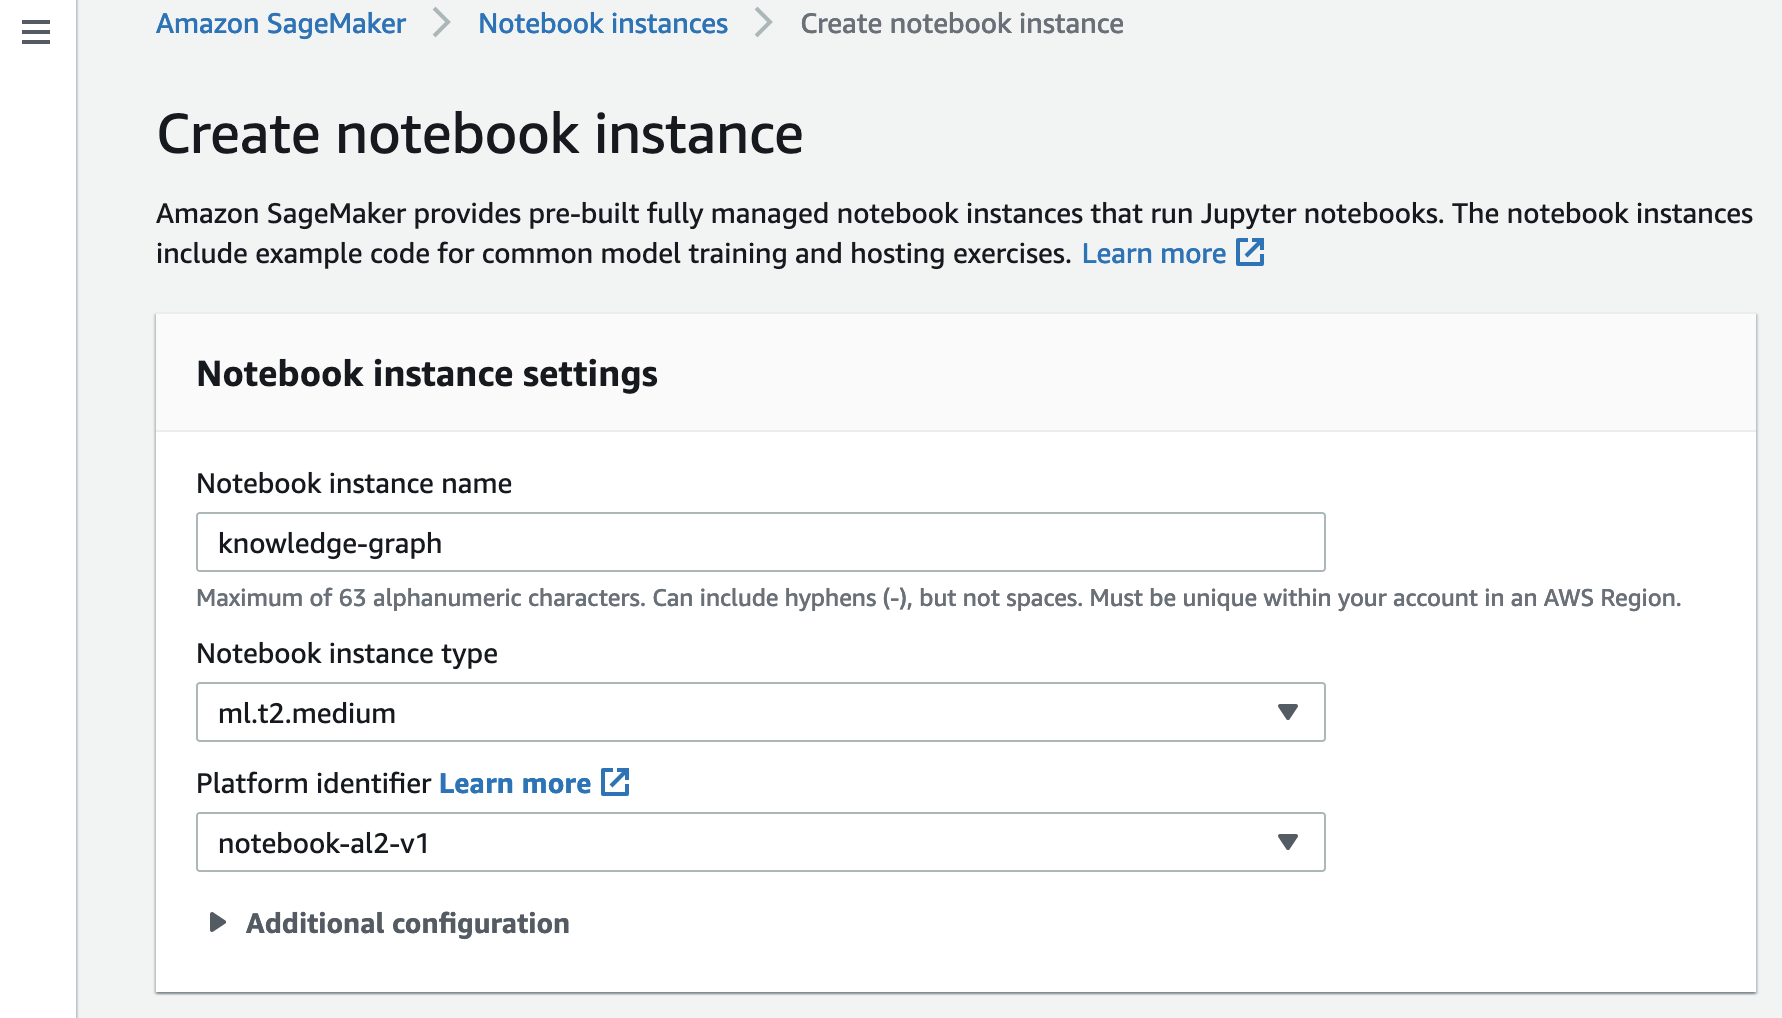 Amazon SageMaker > Notebook instances > Create notebook instance
Create notebook instance
Amazon SageMaker provides pre-built fully managed notebook instances that run Jupyter notebooks. The notebook instances
include example code for common model training and hosting exercises. Learn more
Notebook instance settings
Notebook instance name
knowledge-graph
Maximum of 63 alphanumeric characters. Can include hyphens (-), but not spaces. Must be unique within your account in an AWS Region.
Notebook instance type
ml.t2.medium
Platform identifier Learn more
notebook-al2-v1
Additional configuration